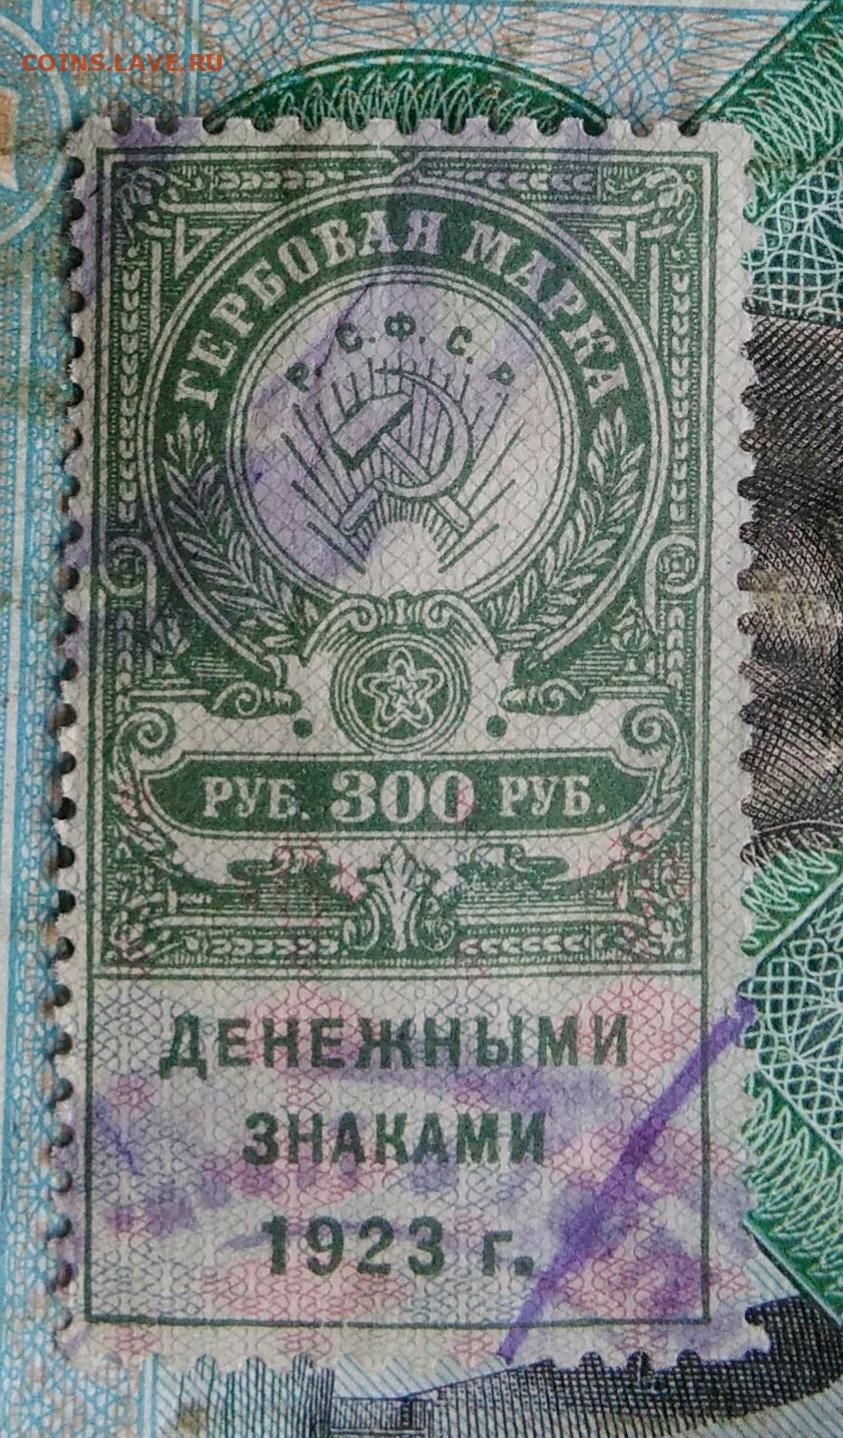 COINS.LAVE.RU
ГЕРБОВАЯ МАРКА
Р. С. Ф. С. Р
РУБ. 300 РУБ.
ДЕНЕЖНЫМИ
ЗНАКАМИ
1923 г.